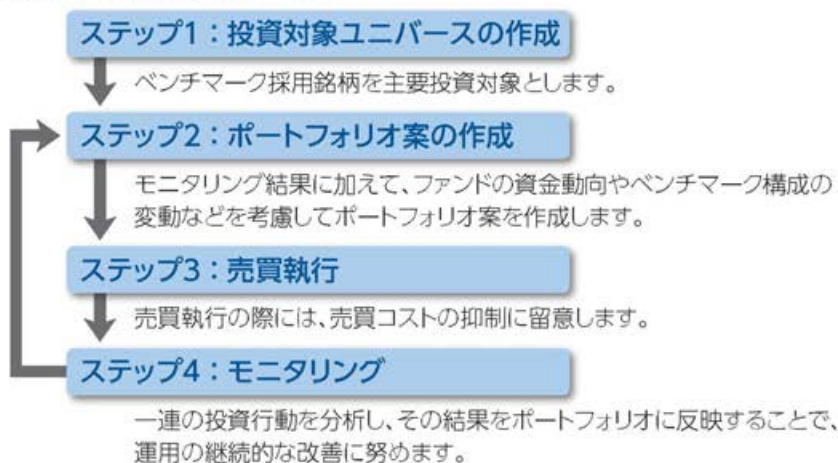 ステップ1：投資対象ユニバースの作成
ベンチマーク採用銘柄を主要投資対象とします。
ステップ2：ポートフォリオ案の作成
モニタリング結果に加えて、ファンドの資金動向やベンチマーク構成の
変動などを考慮してポートフォリオ案を作成します。
ステップ3：売買執行
売買執行の際には、売買コストの抑制に留意します。
ステップ4：モニタリング
一連の投資行動を分析し、その結果をポートフォリオに反映することで、
運用の継続的な改善に努めます。